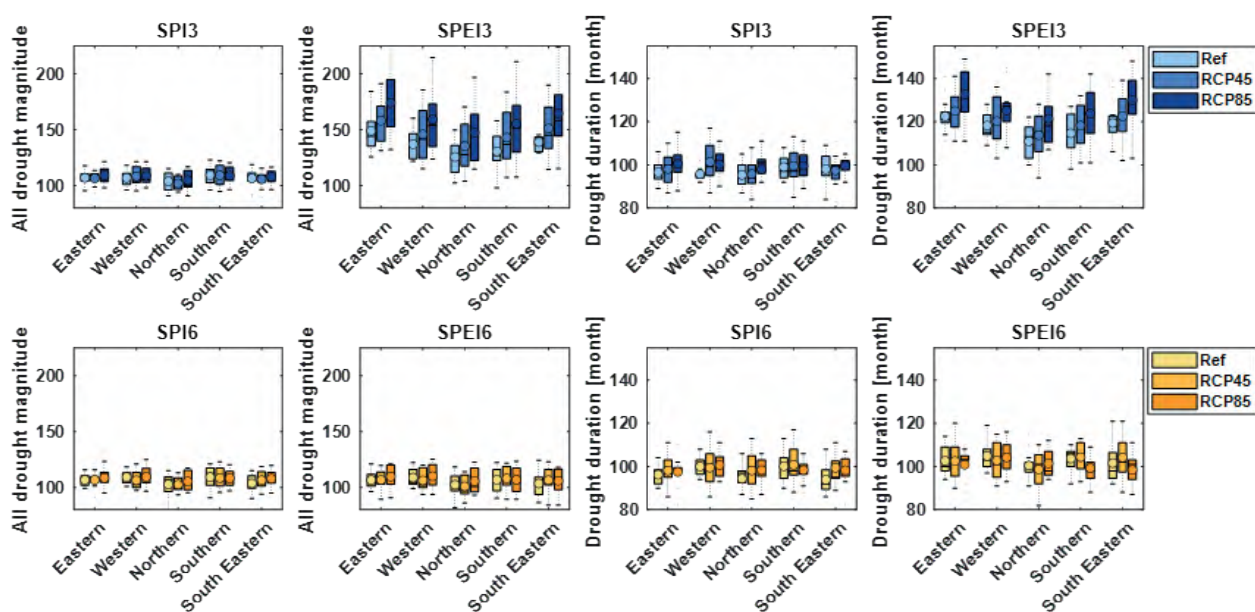 SPI3
SPEI3
SPI3
SPEI3
All drought magnitude
200
150
100
Eastern
Western
Northern
Southern
South Eastern
All drought magnitude
200
150
100
Eastern
Western
Northern
Southern
South Eastern
Drought duration [month]
140
120
100
80
Eastern
Western
Northern
Southern
South Eastern
Drought duration [month]
140
120
100
80
Eastern
Western
Northern
Southern
South Eastern
Ref
RCP45
RCP85
SPI6
SPEI6
SPI6
SPEI6
All drought magnitude
200
150
100
Eastern
Western
Northern
Southern
South Eastern
All drought magnitude
200
150
100
Eastern
Western
Northern
Southern
South Eastern
Drought duration [month]
140
120
100
80
Eastern
Western
Northern
Southern
South Eastern
Drought duration [month]
140
120
100
80
Eastern
Western
Northern
Southern
South Eastern
Ref
RCP45
RCP85